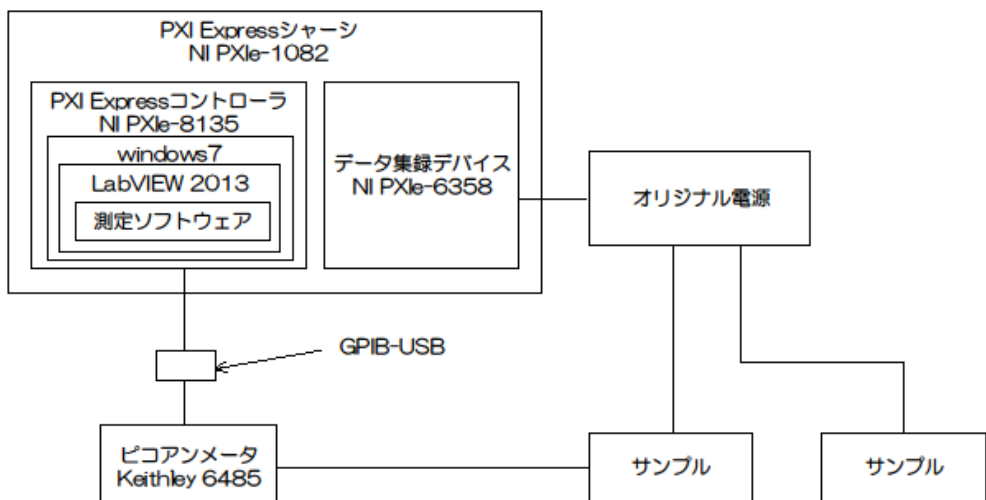 PXI Expressシャーシ
NI PXIe-1082
PXI Expressコントローラ
NI PXIe-8135
windows7
LabVIEW 2013
測定ソフトウェア
データ集録デバイス
NI PXIe-6358
オリジナル電源
GPIB-USB
ピコアンメータ
Keithley 6485
サンプル
サンプル